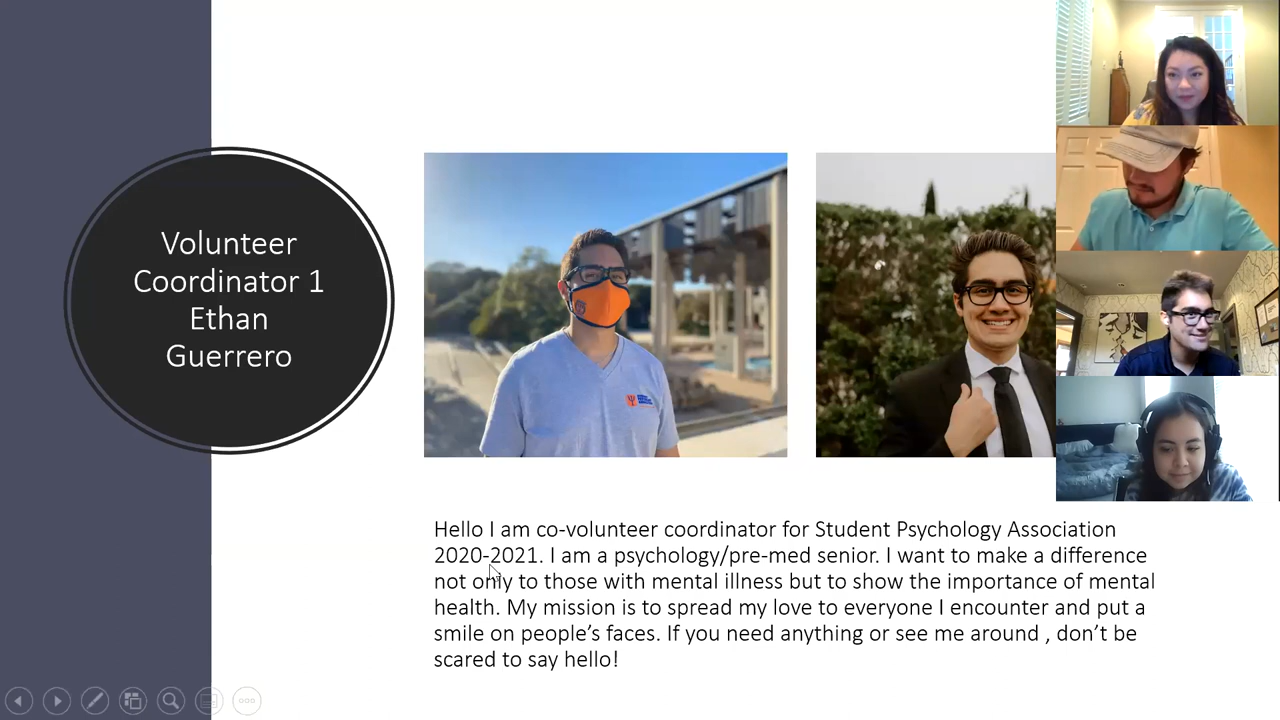 Volunteer
Coordinator 1
Ethan
Guerrero
Hello I am co-volunteer coordinator for Student Psychology Association
2020-2021. I am a psychology/pre-med senior. I want to make a difference
not only to those with mental illness but to show the importance of mental
health. My mission is to spread my love to everyone I encounter and put a
smile on people’s faces. If you need anything or see me around , don’t be
scared to say hello!